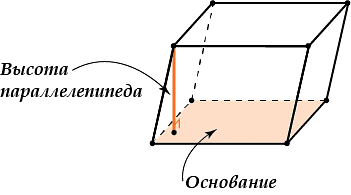 Высота
параллелепипеда
Основание